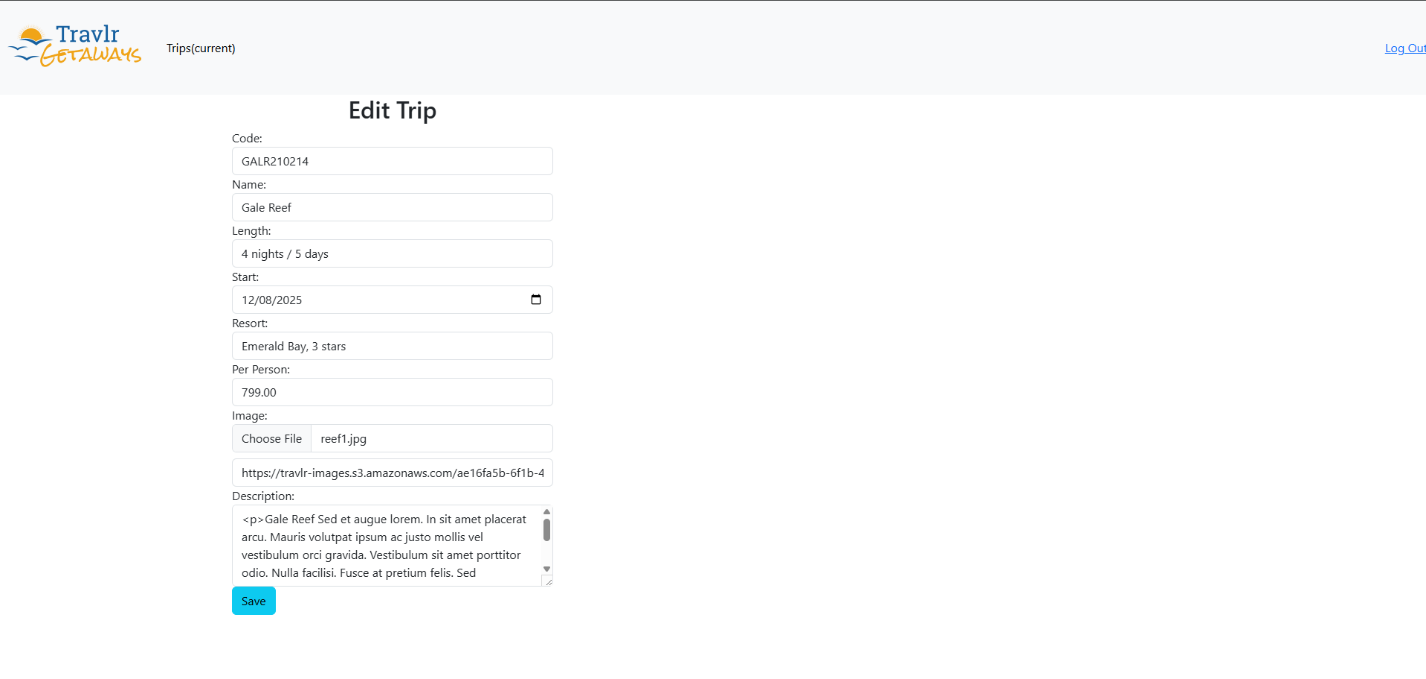 Travlr
GETAWAYS
Trips(current)
Log Out
Edit Trip
Code:
GALR210214
Name:
Gale Reef
Length:
4 nights / 5 days
Start:
12/08/2025
Resort:
Emerald Bay, 3 stars
Per Person:
799.00
Image:
Choose File reef1.jpg
https://travlr-images.s3.amazonaws.com/ae16fa5b-6f1b-4
Description:
<p>Gale Reef Sed et augue lorem. In sit amet placerat
arcu. Mauris volutpat ipsum ac justo mollis vel
vestibulum orci gravida. Vestibulum sit amet porttitor
odio. Nulla facilisi. Fusce at pretium felis. Sed
Save